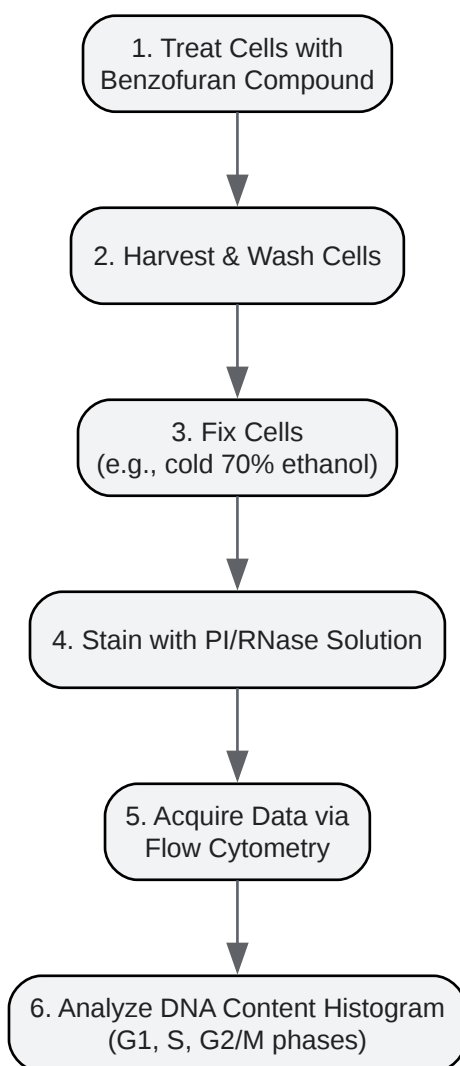 1. Treat Cells with
Benzofuran Compound
2. Harvest & Wash Cells
3. Fix Cells
(e.g., cold 70% ethanol)
4. Stain with PI/RNase Solution
5. Acquire Data via
Flow Cytometry
6. Analyze DNA Content Histogram
(G1, S, G2/M phases)